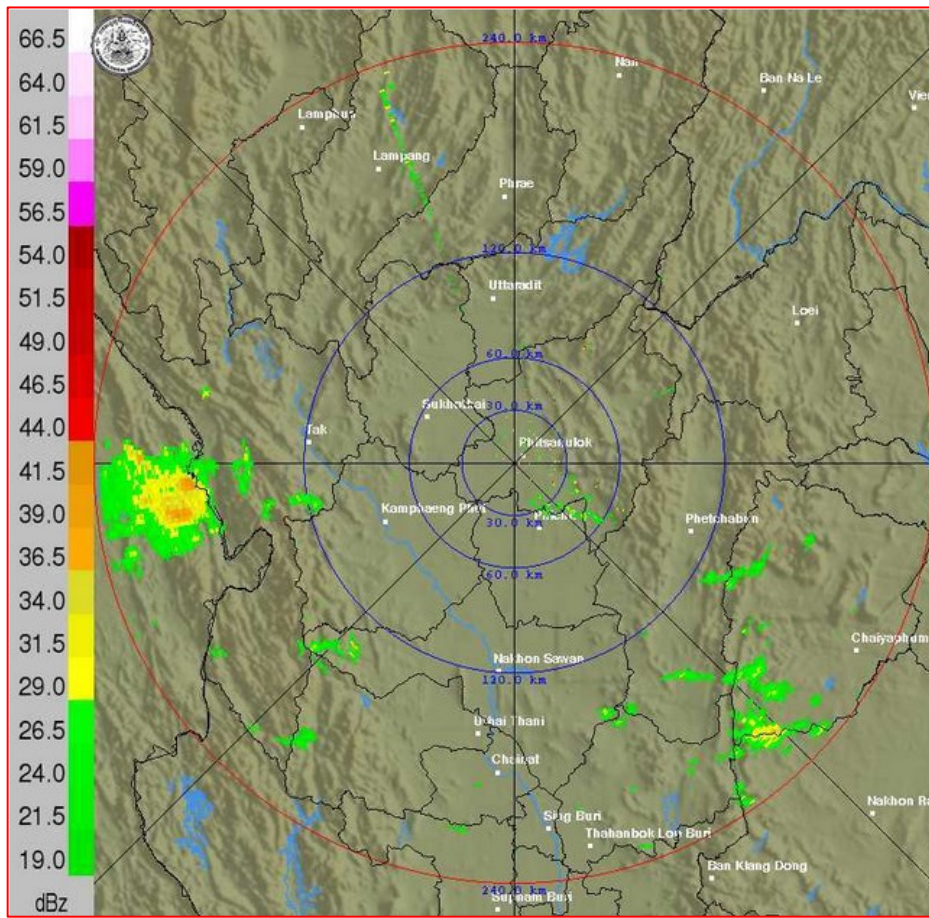 66.5
64.0
61.5
59.0
56.5
54.0
51.5
49.0
46.5
44.0
41.5
39.0
36.5
34.0
31.5
29.0
26.5
24.0
21.5
19.0
dBz
240.0 km
Nan
Ban Na Le
Lamphun
Lampang
Phrae
120.0 km
Uttaradit
Loei
60.0 km
30.0 km
Sukhothai
Tak
Phitsanulok
Kamphaeng Phet
30.0 km
Phetchabun
60.0 km
Chaiyaphum
Nakhon Sawan
120.0 km
Uthai Thani
Chainat
Sing Buri
Thahanbok Lop Buri
Nakhon Ra
Ban Klang Dong
240.0 km
Suphan Buri